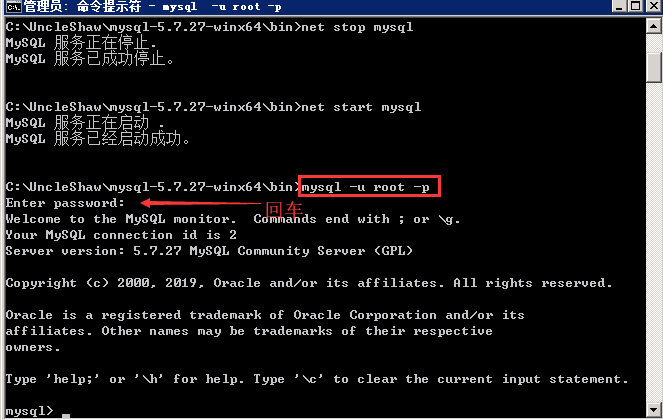 管理员: 命令提示符 - mysql  -u root -p
C:\UncleShaw\mysql-5.7.27-winx64\bin>net stop mysql
MySQL 服务正在停止.
MySQL 服务已成功停止。
C:\UncleShaw\mysql-5.7.27-winx64\bin>net start mysql
MySQL 服务正在启动 .
MySQL 服务已经启动成功。
C:\UncleShaw\mysql-5.7.27-winx64\bin>mysql -u root -p
Enter password:
回车
Welcome to the MySQL monitor.  Commands end with ; or \g.
Your MySQL connection id is 2
Server version: 5.7.27 MySQL Community Server (GPL)
Copyright (c) 2000, 2019, Oracle and/or its affiliates. All rights reserved.
Oracle is a registered trademark of Oracle Corporation and/or its
affiliates. Other names may be trademarks of their respective
owners.
Type 'help;' or '\h' for help. Type '\c' to clear the current input statement.
mysql> _